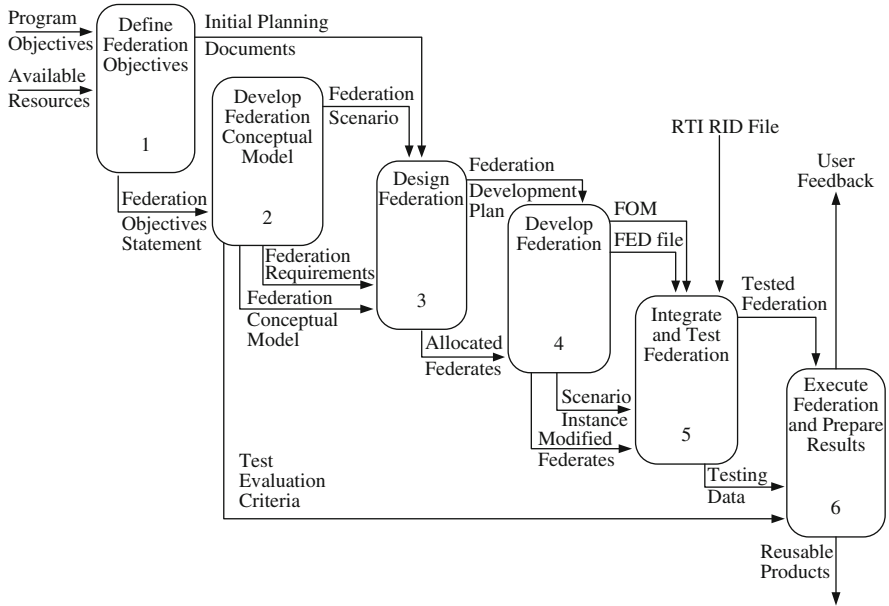 Program
Objectives
Available
Resources
Define
Federation
Objectives
1
Initial Planning
Documents
Federation
Objectives
Statement
Develop
Federation
Conceptual
Model
2
Federation
Scenario
Federation
Requirements
Federation
Conceptual
Model
Design
Federation
3
Federation
Development
Plan
Allocated
Federates
Develop
Federation
4
FOM
FED file
RTI RID File
Scenario
Instance
Modified
Federates
Integrate
and Test
Federation
5
Tested
Federation
Testing
Data
User
Feedback
Execute
Federation
and Prepare
Results
6
Test
Evaluation
Criteria
Reusable
Products